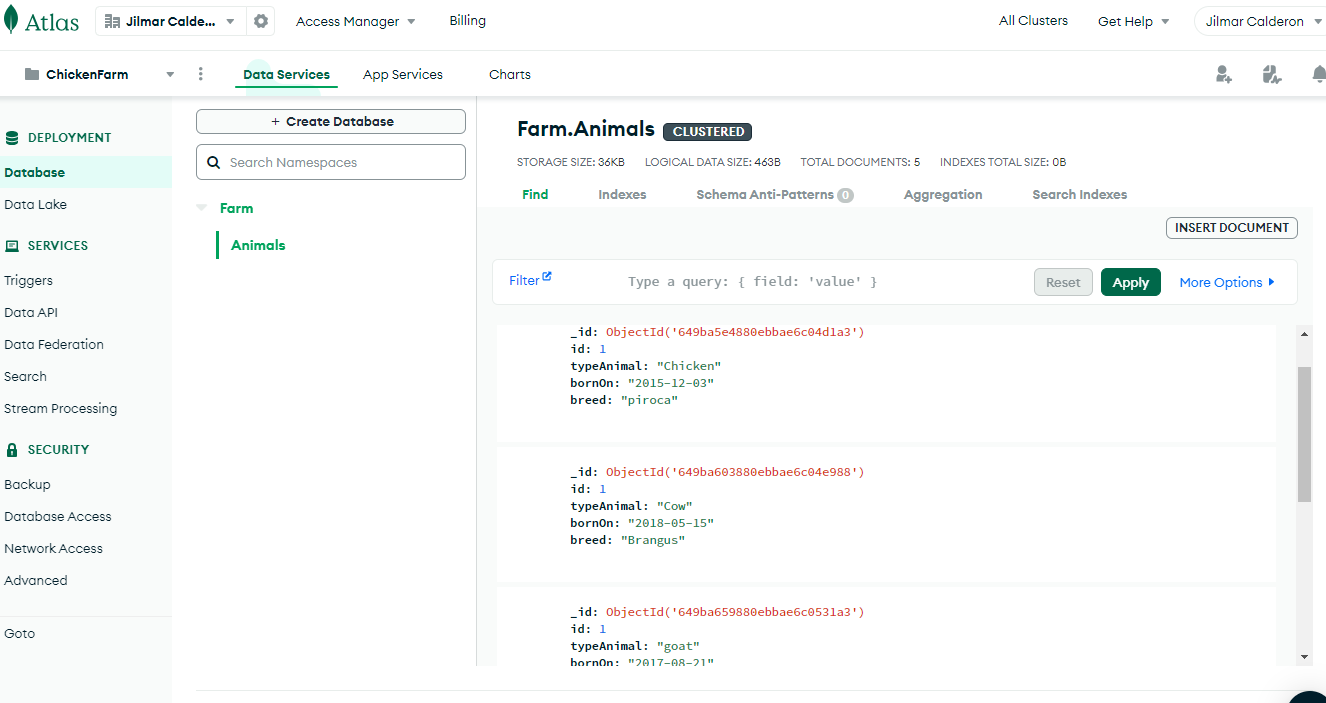 Atlas
Jilmar Calde...
Access Manager
Billing
All Clusters
Get Help
Jilmar Calderon
ChickenFarm
Data Services
App Services
Charts
DEPLOYMENT
Database
Data Lake
SERVICES
Triggers
Data API
Data Federation
Search
Stream Processing
SECURITY
Backup
Database Access
Network Access
Advanced
Goto
+ Create Database
Search Namespaces
Farm
Animals
Farm.Animals CLUSTERED
STORAGE SIZE: 36KB LOGICAL DATA SIZE: 463B TOTAL DOCUMENTS: 5 INDEXES TOTAL SIZE: 0B
Find Indexes Schema Anti-Patterns 0 Aggregation Search Indexes
INSERT DOCUMENT
Filter Type a query: { field: 'value' } Reset Apply More Options
_id: ObjectId('649ba5e4880ebbae6c04d1a3')
id: 1
typeAnimal: "Chicken"
bornOn: "2015-12-03"
breed: "piroca"
_id: ObjectId('649ba603880ebbae6c04e988')
id: 1
typeAnimal: "Cow"
bornOn: "2018-05-15"
breed: "Brangus"
_id: ObjectId('649ba659880ebbae6c0531a3')
id: 1
typeAnimal: "goat"
bornOn: "2017-08-21"